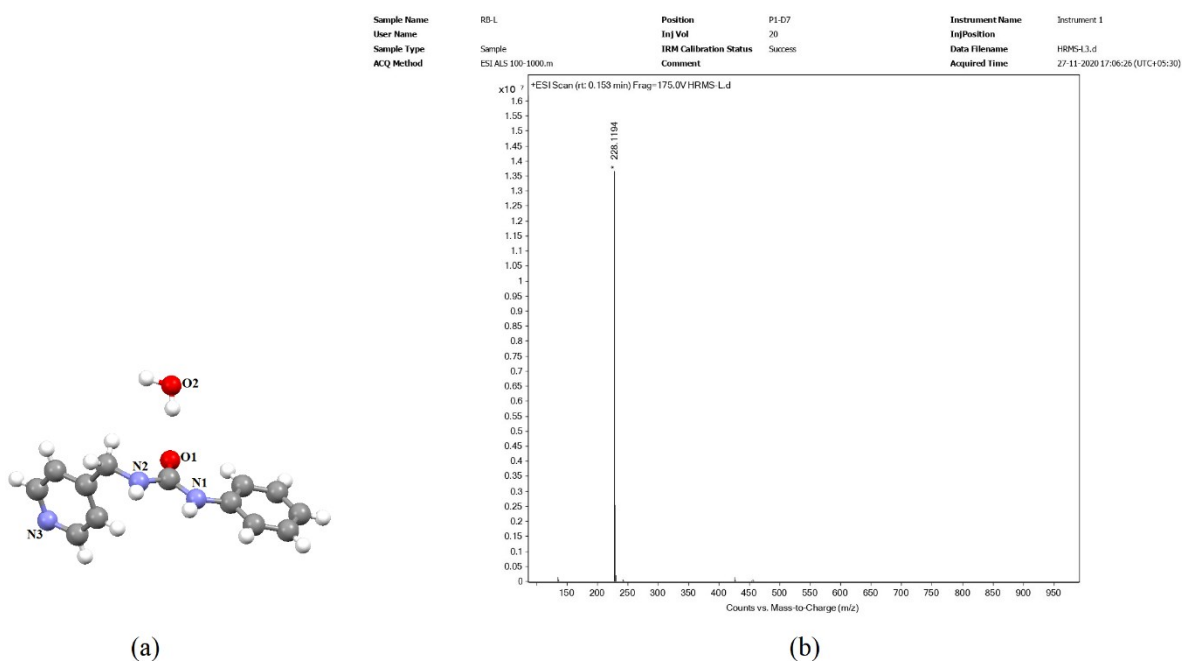 Sample Name RB-L Position P1-D7 Instrument Name Instrument 1
User Name Inj Vol 20 InjPosition
Sample Type Sample IRM Calibration Status Success Data Filename HRMS-L3.d
ACQ Method ESI ALS 100-1000.m Comment Acquired Time 27-11-2020 17:06:26 (UTC+05:30)
x10 7
+ESI Scan (rt: 0.153 min) Frag=175.0V HRMS-L.d
1.6
1.55
1.5
1.45
1.4
1.35
1.3
1.25
1.2
1.15
1.1
1.05
1
0.95
0.9
0.85
0.8
0.75
0.7
0.65
0.6
0.55
0.5
0.45
0.4
0.35
0.3
0.25
0.2
0.15
0.1
0.05
0
* 228.1194
150 200 250 300 350 400 450 500 550 600 650 700 750 800 850 900 950
Counts vs. Mass-to-Charge (m/z)
O2
O1
N2
N1
N3
(a)
(b)